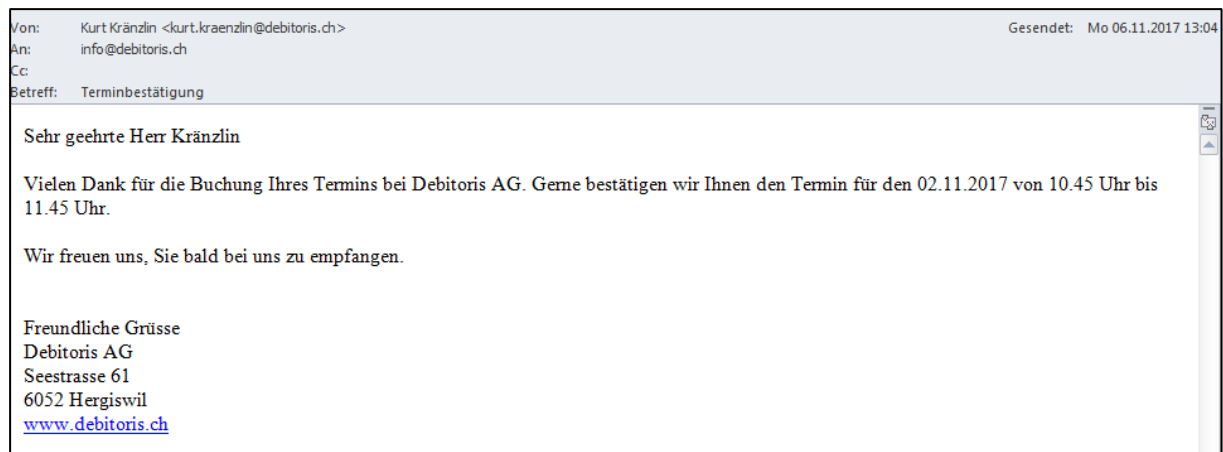 Von: Kurt Kränzlin <kurt.kraenzlin@debitoris.ch> Gesendet: Mo 06.11.2017 13:04
An: info@debitoris.ch
Cc:
Betreff: Terminbestätigung
Sehr geehrte Herr Kränzlin
Vielen Dank für die Buchung Ihres Termins bei Debitoris AG. Gerne bestätigen wir Ihnen den Termin für den 02.11.2017 von 10.45 Uhr bis
11.45 Uhr.
Wir freuen uns, Sie bald bei uns zu empfangen.
Freundliche Grüsse
Debitoris AG
Seestrasse 61
6052 Hergiswil
www.debitoris.ch